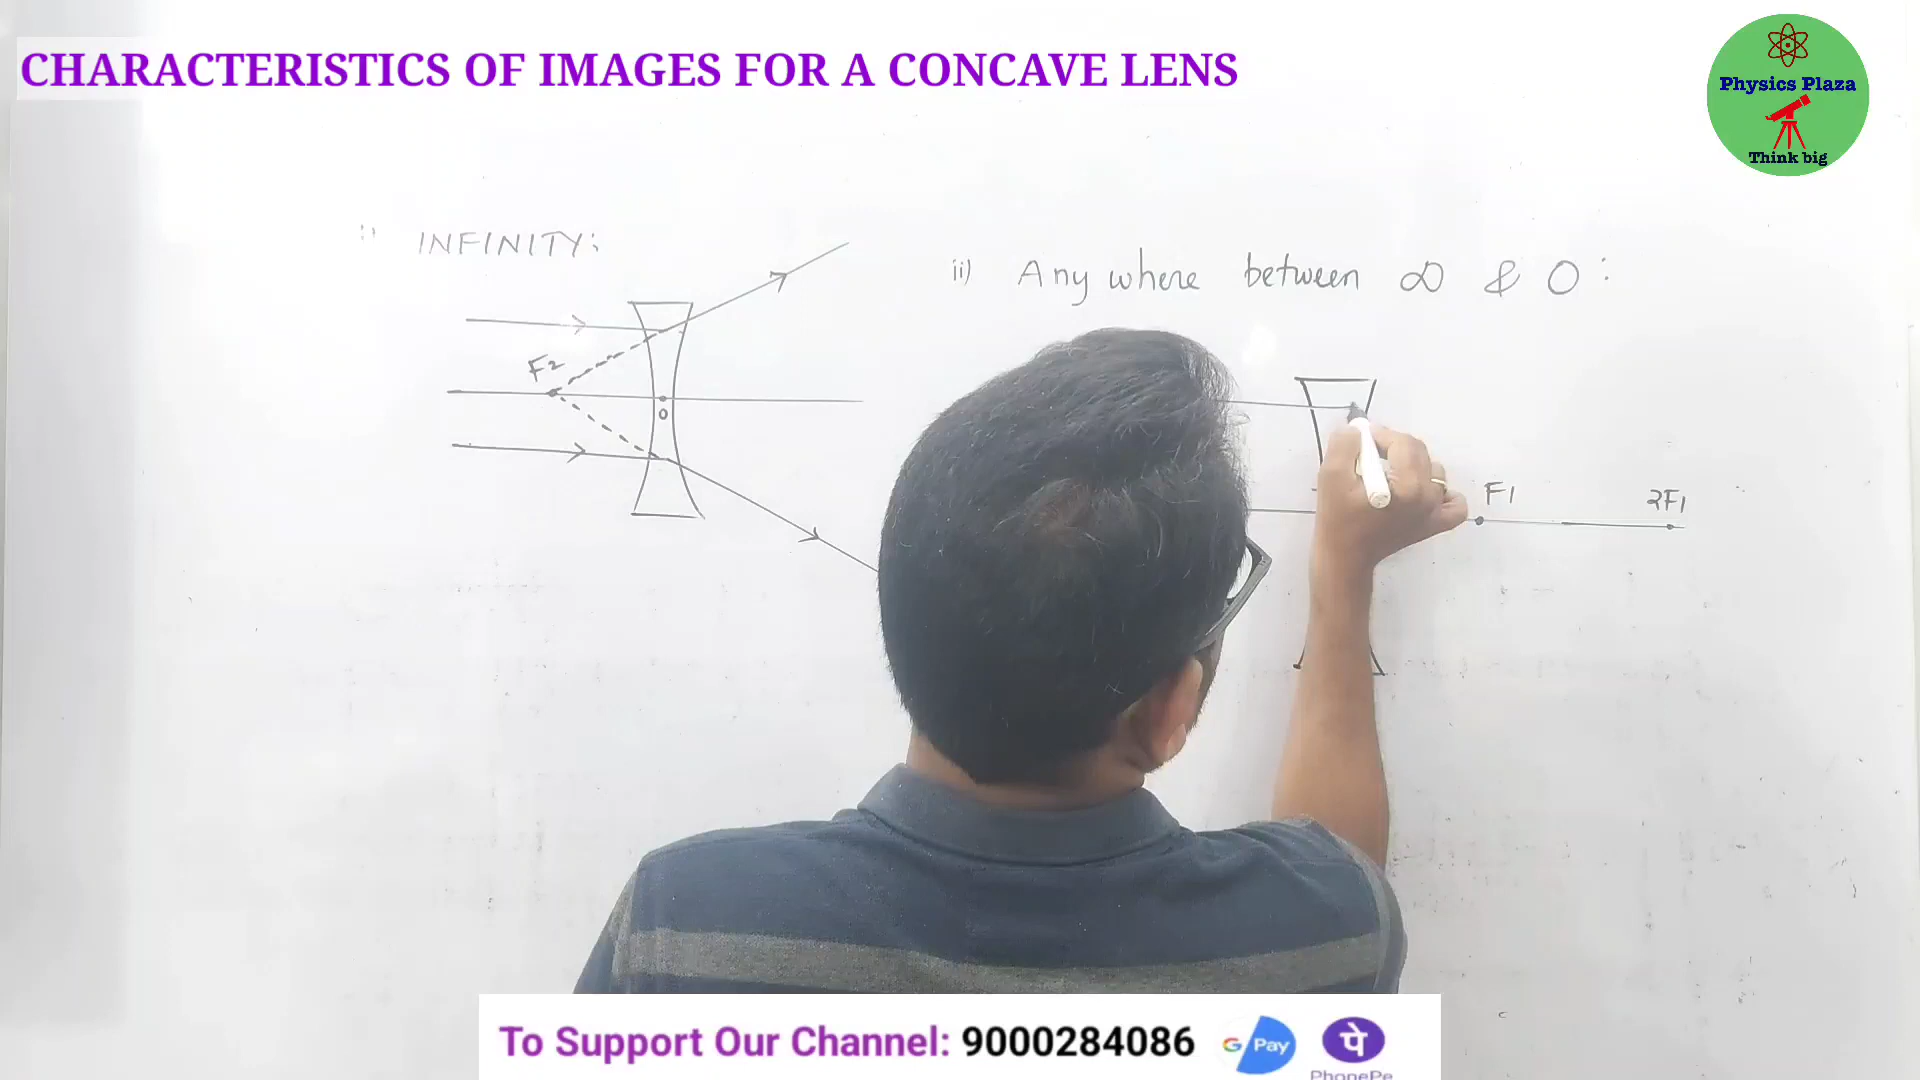 CHARACTERISTICS OF IMAGES FOR A CONCAVE LENS
Physics Plaza
Think big
INFINITY:
ii) Any where between ∞ & O :
F2
O
F1
2F1
To Support Our Channel: 9000284086
G Pay
पे
PhonePe